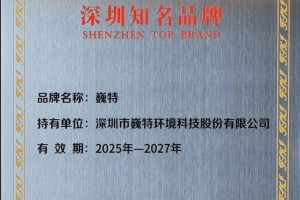 深圳知名品牌
SHENZHEN TOP BRAND
品牌名称：巍特
持有单位：深圳市巍特环境科技股份有限公司
有 效 期：2025年—2027年